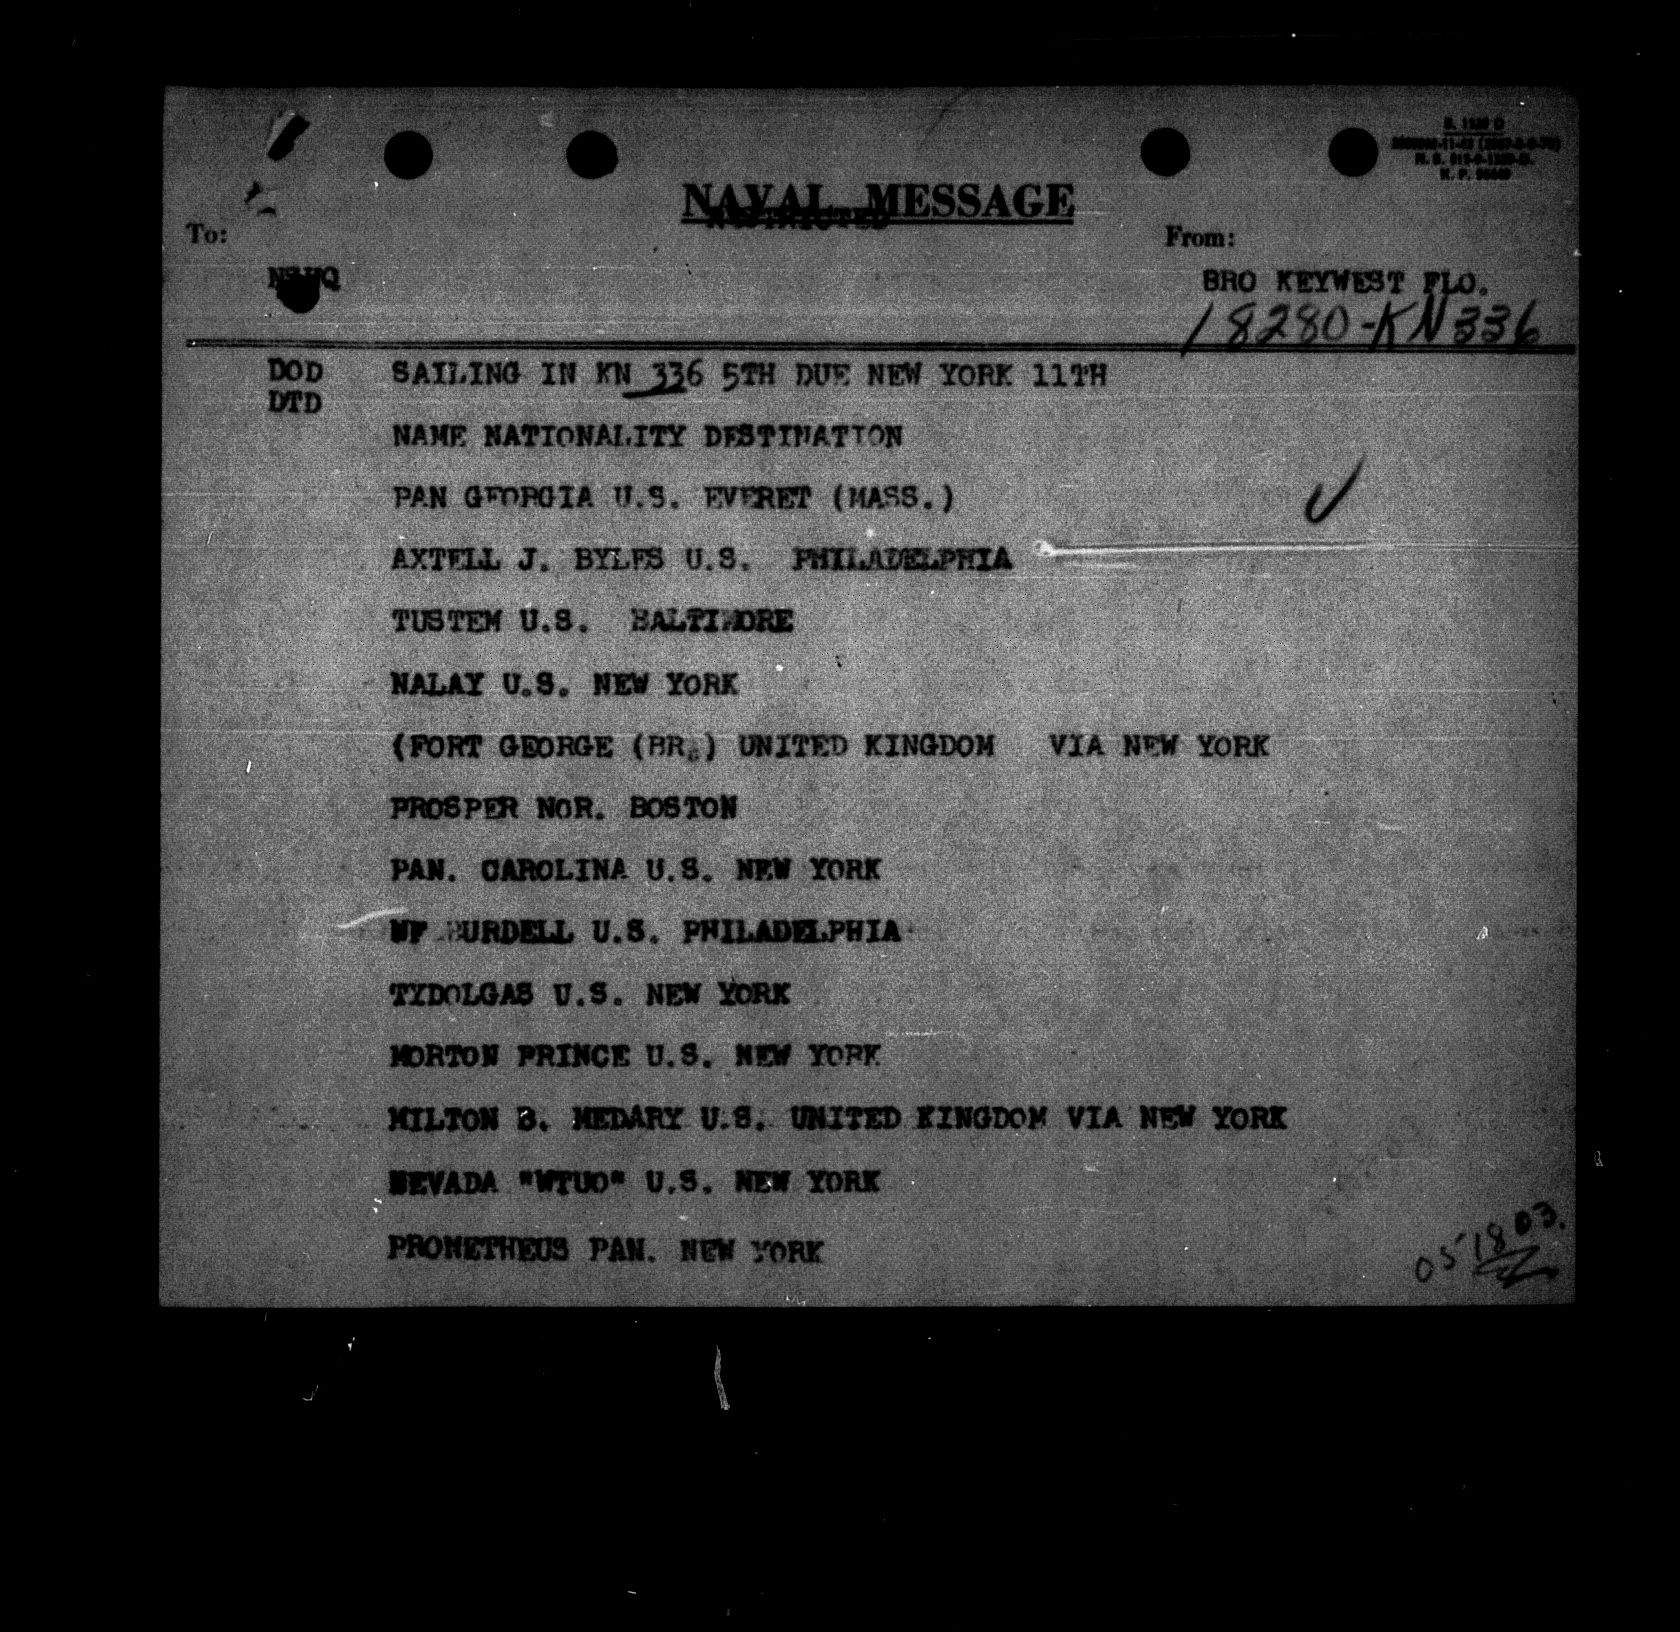 NAVAL MESSAGE
To:
From:
NSHQ
BRO KEYWEST FLO.
18280-KN336
DOD SAILING IN KN 336 5TH DUE NEW YORK 11TH
DTD
NAME NATIONALITY DESTINATION
PAN GEORGIA U.S. EVERET (MASS.)
AXTELL J. BYLES U.S. PHILADELPHIA
TUSTEM U.S. BALTIMORE
NALAY U.S. NEW YORK
(FORT GEORGE (BR.) UNITED KINGDOM VIA NEW YORK
PROSPER NOR. BOSTON
PAN. CAROLINA U.S. NEW YORK
WF BURDELL U.S. PHILADELPHIA
TYDOLGAS U.S. NEW YORK
MORTON PRINCE U.S. NEW YORK
MILTON B. MEDARY U.S. UNITED KINGDOM VIA NEW YORK
NEVADA "WTUO" U.S. NEW YORK
PROMETHEUS PAN. NEW YORK
051803.